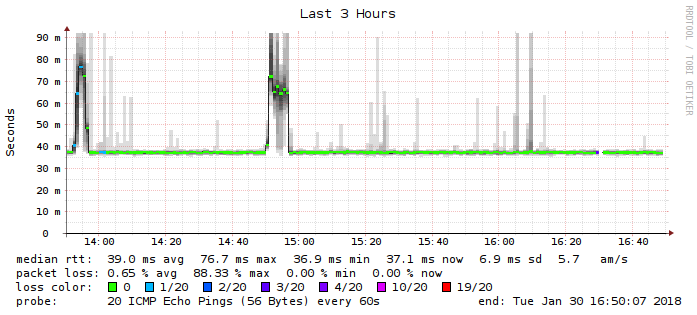 Last 3 Hours
RRDTOOL / TOBI OETIKER
Seconds
90 m
80 m
70 m
60 m
50 m
40 m
30 m
20 m
10 m
0
14:00 14:20 14:40 15:00 15:20 15:40 16:00 16:20 16:40
median rtt: 39.0 ms avg 76.7 ms max 36.9 ms min 37.1 ms now 6.9 ms sd 5.7 am/s
packet loss: 0.65 % avg 88.33 % max 0.00 % min 0.00 % now
loss color: 0 1/20 2/20 3/20 4/20 10/20 19/20
probe: 20 ICMP Echo Pings (56 Bytes) every 60s end: Tue Jan 30 16:50:07 2018